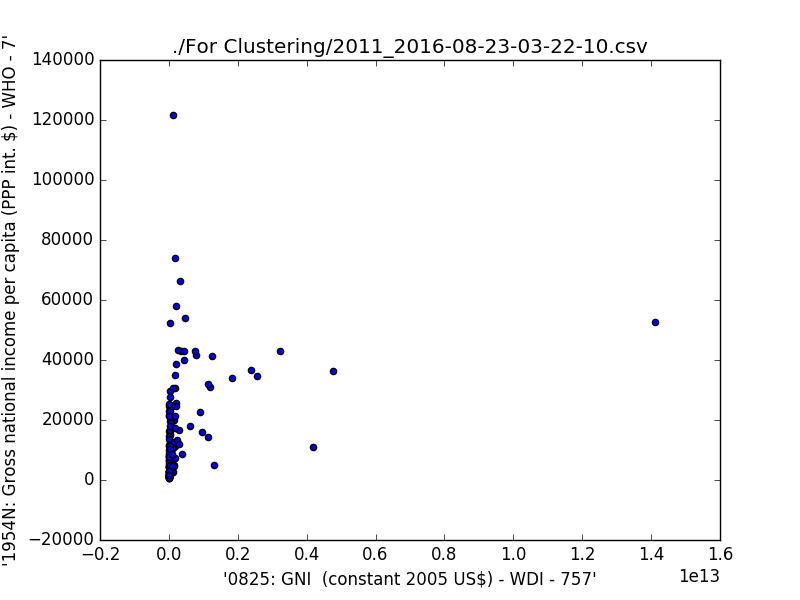 ./For Clustering/2011_2016-08-23-03-22-10.csv
'1954N: Gross national income per capita (PPP int. $) - WHO - 7'
140000
120000
100000
80000
60000
40000
20000
0
−20000
−0.2 0.0 0.2 0.4 0.6 0.8 1.0 1.2 1.4 1.6
1e13
'0825: GNI (constant 2005 US$) - WDI - 757'